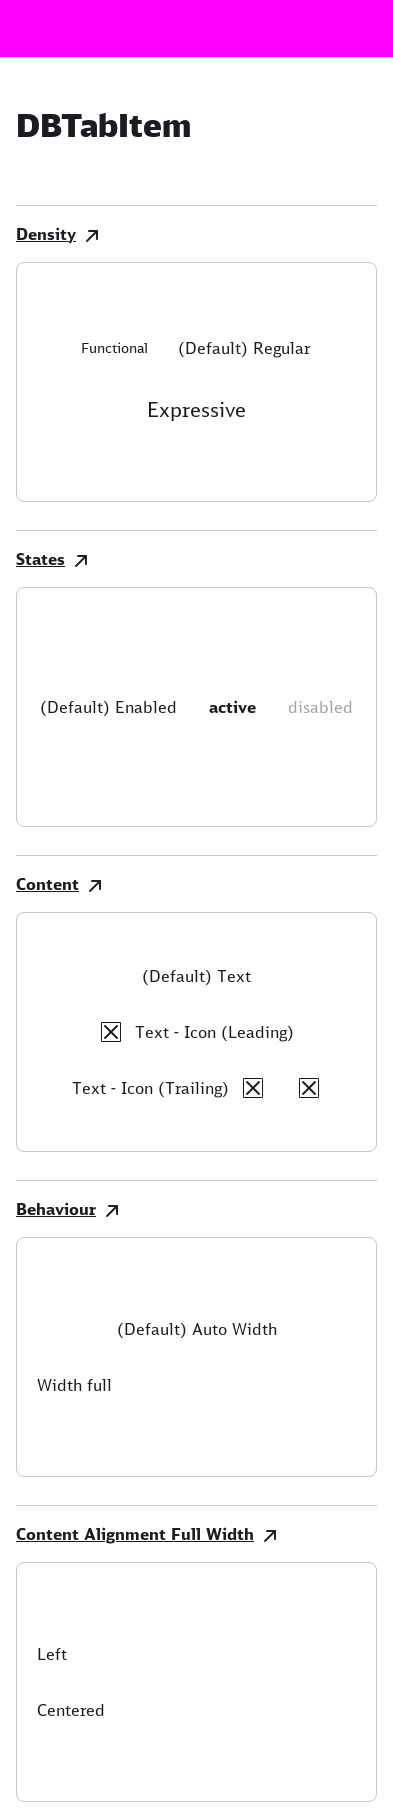 DBTabItem
Density
Functional (Default) Regular
Expressive
States
(Default) Enabled active disabled
Content
(Default) Text
Text - Icon (Leading)
Text - Icon (Trailing)
Behaviour
(Default) Auto Width
Width full
Content Alignment Full Width
Left
Centered